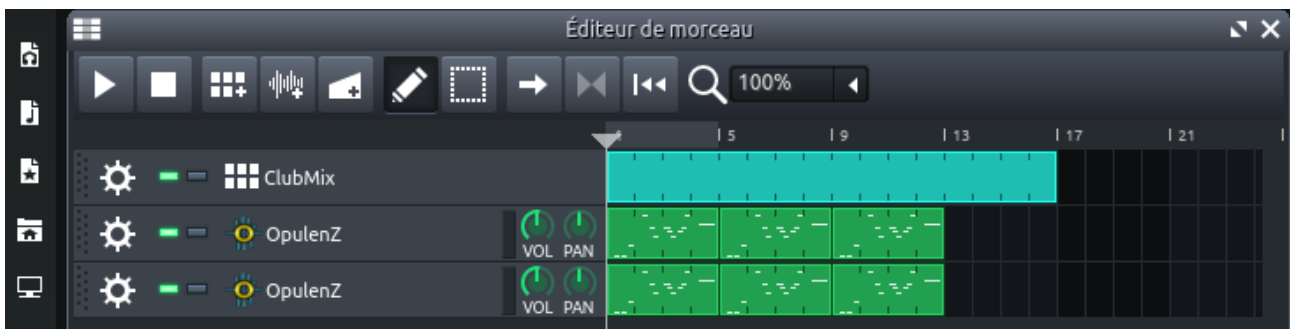 Éditeur de morceau
100%
5 9 13 17 21
ClubMix
OpulenZ VOL PAN
OpulenZ VOL PAN